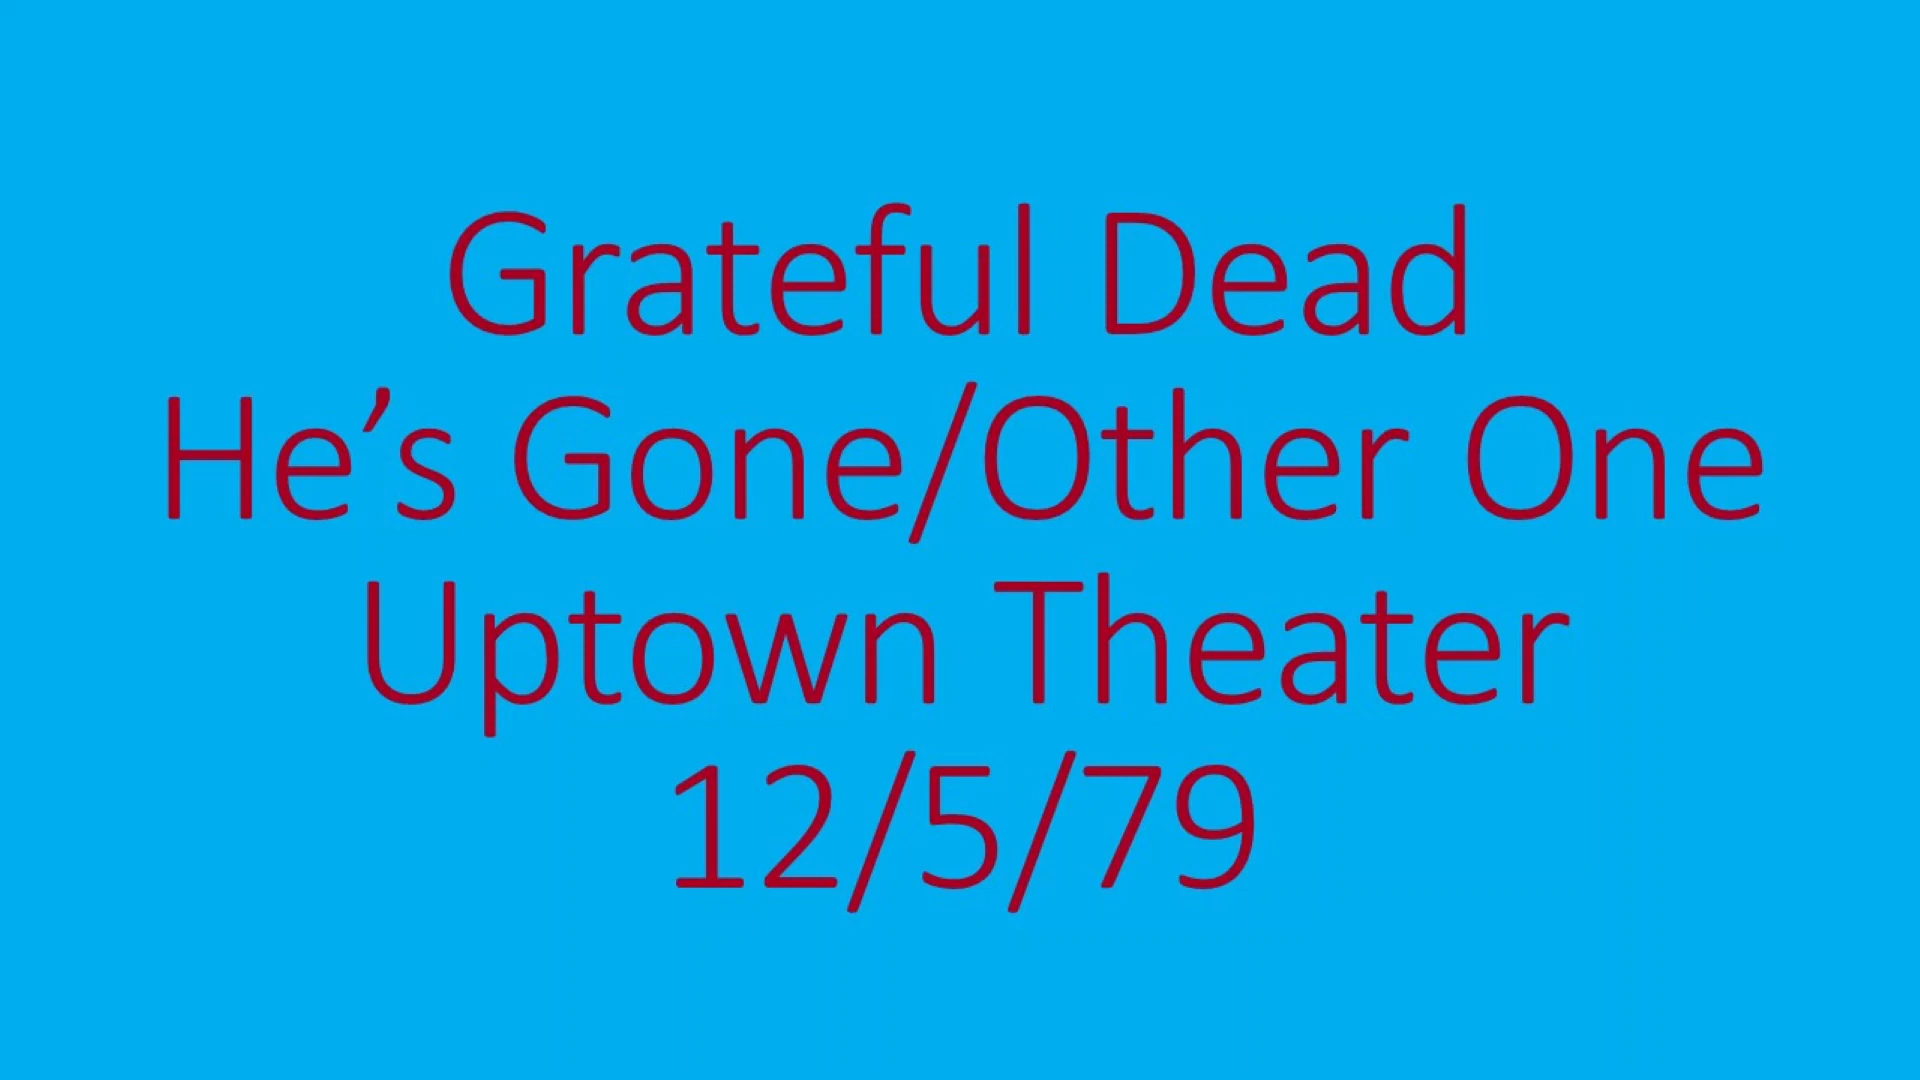 Grateful Dead
He’s Gone/Other One
Uptown Theater
12/5/79